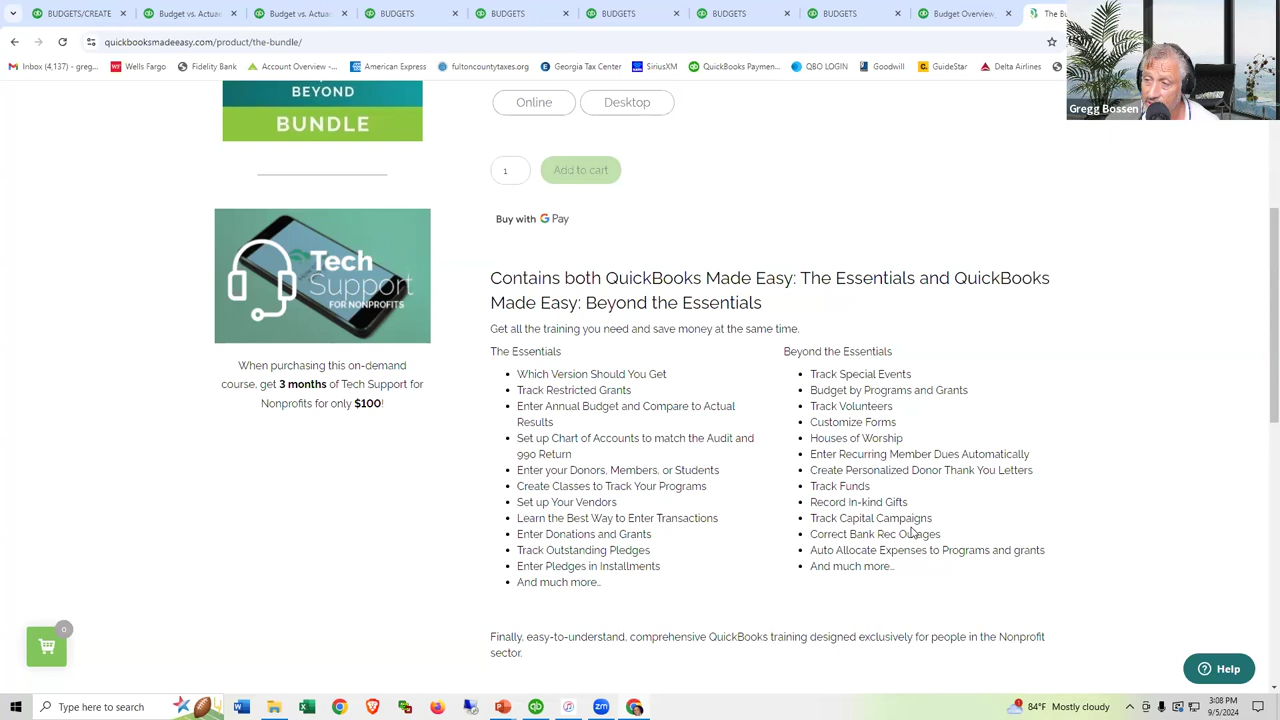 BUDGETS/CREATE
Budget vs. Actua
Budget vs. Actua
BUDGETS
BUDGETS
BUDGETS
BUDGETS
BUDGETS
Budget Overview
The B
quickbooksmadeeasy.com/product/the-bundle/
Inbox (4,137) - greg...
Wells Fargo
Fidelity Bank
Account Overview -...
American Express
fultoncountytaxes.org
Georgia Tax Center
SiriusXM
QuickBooks Paymen...
QBO LOGIN
Goodwill
GuideStar
Delta Airlines
Gregg Bossen
BEYOND
BUNDLE
Online
Desktop
1
Add to cart
Buy with G Pay
Tech
Support
FOR NONPROFITS
When purchasing this on-demand
course, get 3 months of Tech Support for
Nonprofits for only $100!
Contains both QuickBooks Made Easy: The Essentials and QuickBooks
Made Easy: Beyond the Essentials
Get all the training you need and save money at the same time.
The Essentials
Which Version Should You Get
Track Restricted Grants
Enter Annual Budget and Compare to Actual
Results
Set up Chart of Accounts to match the Audit and
990 Return
Enter your Donors, Members, or Students
Create Classes to Track Your Programs
Set up Your Vendors
Learn the Best Way to Enter Transactions
Enter Donations and Grants
Track Outstanding Pledges
Enter Pledges in Installments
And much more…
Beyond the Essentials
Track Special Events
Budget by Programs and Grants
Track Volunteers
Customize Forms
Houses of Worship
Enter Recurring Member Dues Automatically
Create Personalized Donor Thank You Letters
Track Funds
Record In-kind Gifts
Track Capital Campaigns
Correct Bank Rec
Auto Allocate Expenses to Programs and grants
And much more…
Finally, easy-to-understand, comprehensive QuickBooks training designed exclusively for people in the Nonprofit
sector.
0
Help
Type here to search
84°F Mostly cloudy
3:08 PM
9/5/2024